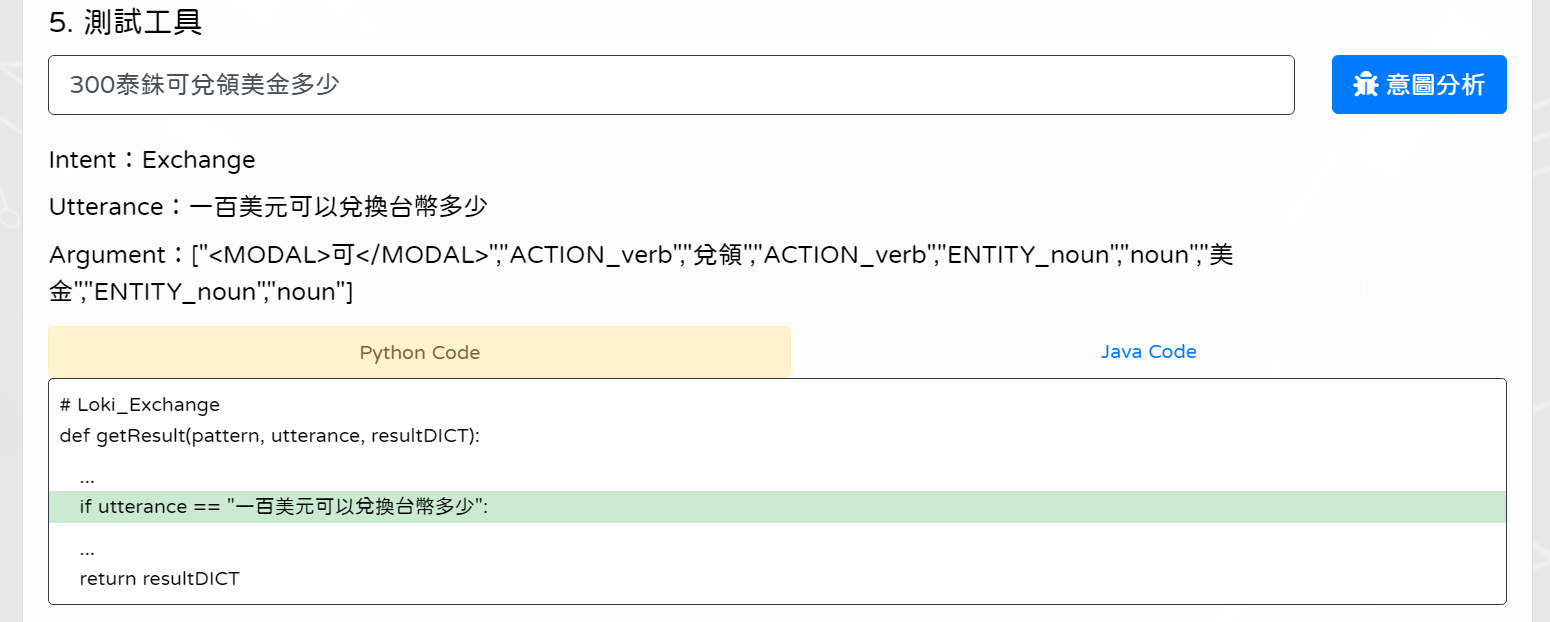 5. 測試工具
300泰銖可兌領美金多少
意圖分析
Intent：Exchange
Utterance：一百美元可以兌換台幣多少
Argument：["<MODAL>可</MODAL>","ACTION_verb","兌領","ACTION_verb","ENTITY_noun","noun","美
金","ENTITY_noun","noun"]
Python Code
Java Code
# Loki_Exchange
def getResult(pattern, utterance, resultDICT):
...
if utterance == "一百美元可以兌換台幣多少":
...
return resultDICT